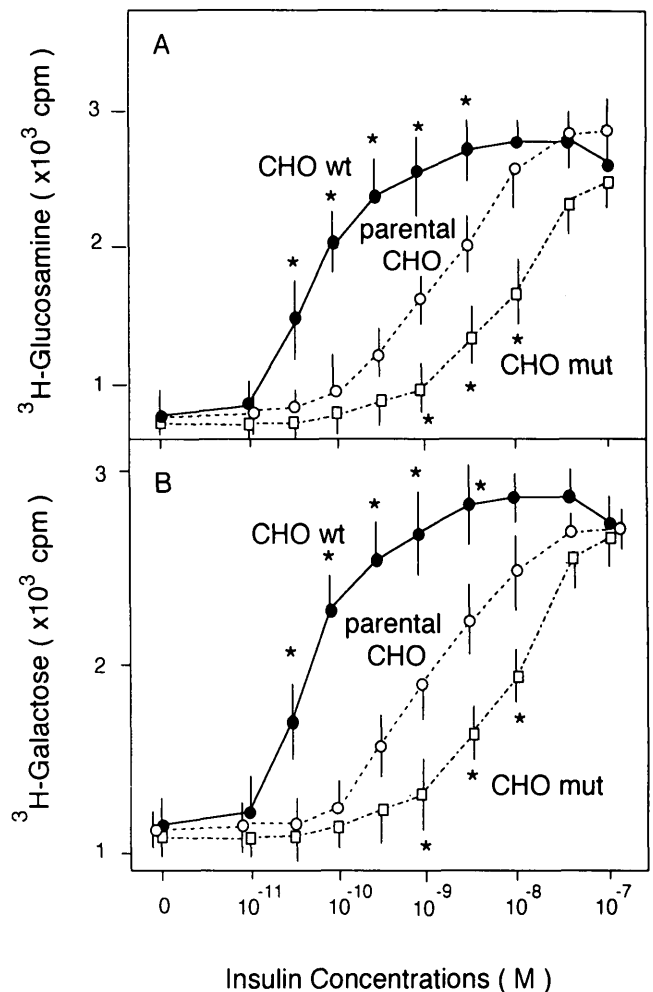 A
³H-Glucosamine ( x10³ cpm )
3
2
1
CHO wt
parental
CHO
CHO mut
*
*
*
*
*
*
*
*
B
³H-Galactose ( x10³ cpm )
3
2
1
CHO wt
parental
CHO
CHO mut
*
*
*
*
*
*
*
*
0 10⁻¹¹ 10⁻¹⁰ 10⁻⁹ 10⁻⁸ 10⁻⁷
Insulin Concentrations ( M )